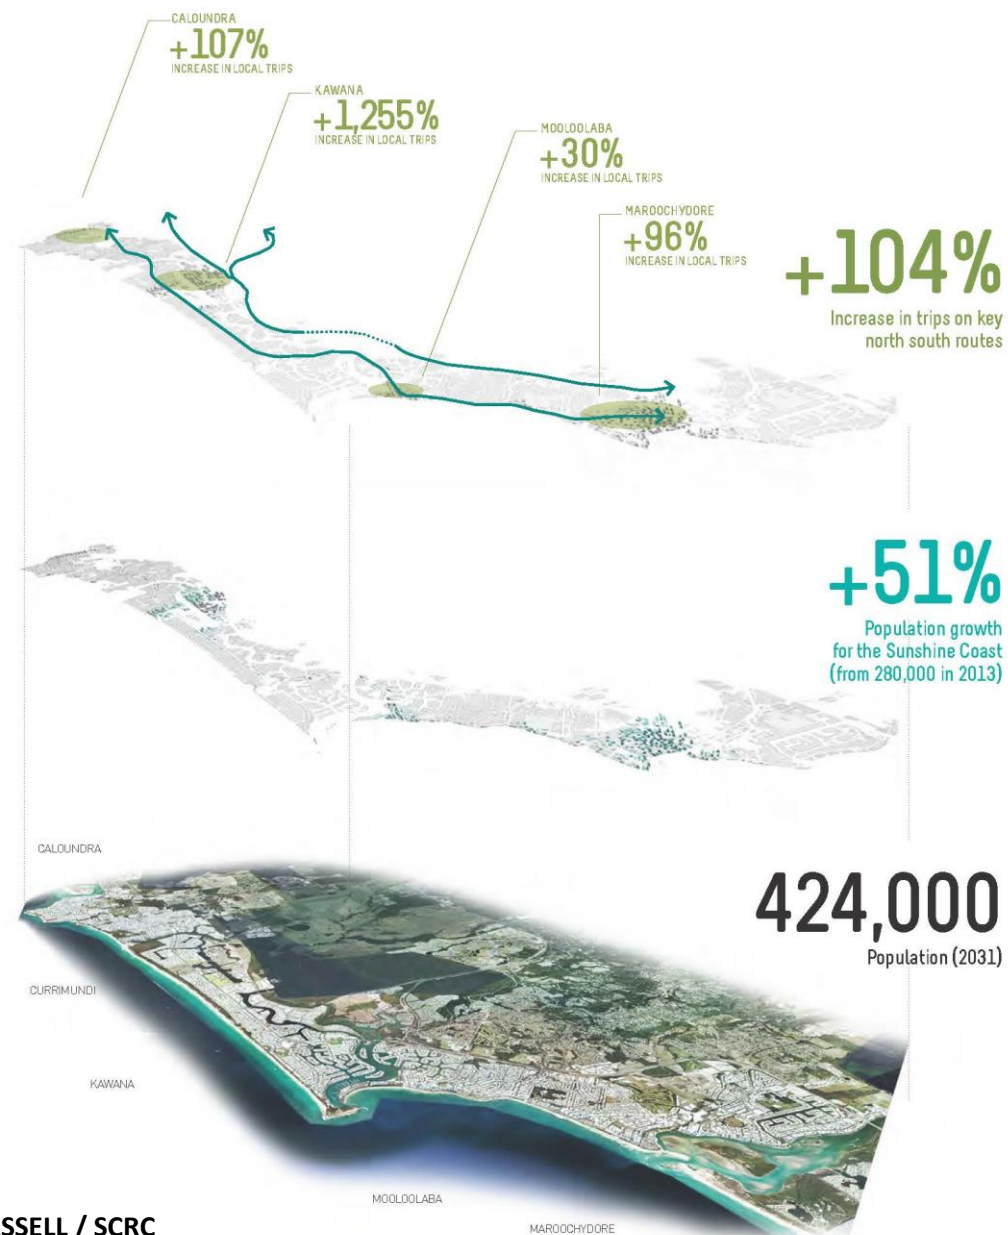 CALOUNDRA
+107%
INCREASE IN LOCAL TRIPS
KAWANA
+1,255%
INCREASE IN LOCAL TRIPS
MOOLOOLABA
+30%
INCREASE IN LOCAL TRIPS
MAROOCHYDORE
+96%
INCREASE IN LOCAL TRIPS
+104%
Increase in trips on key
north south routes
+51%
Population growth
for the Sunshine Coast
(from 280,000 in 2013)
CALOUNDRA
424,000
Population (2031)
CURRIMUNDI
KAWANA
MOOLOOLABA
MAROOCHYDORE
SSELL / SCRC